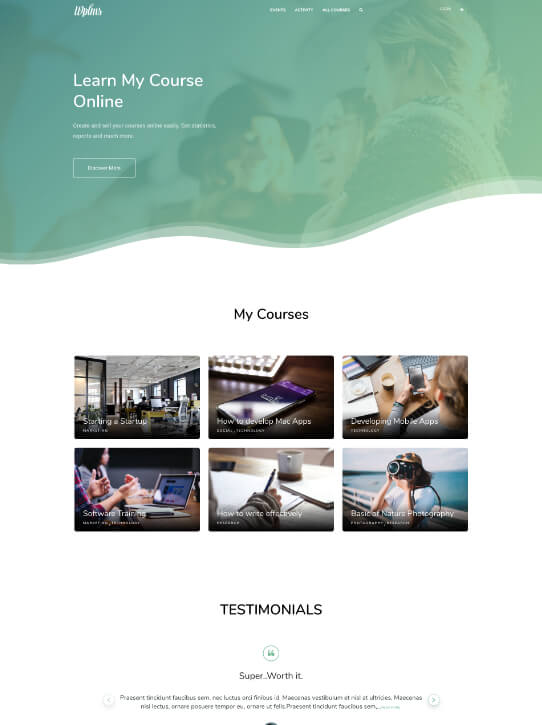 Wplms
EVENTS ACTIVITY ALL COURSES
LOGIN
Learn My Course
Online
Create and sell your courses online easily. Get statistics,
reports and much more.
Discover More
My Courses
Starting a Startup
MARKETING
How to develop Mac Apps
SOCIAL, TECHNOLOGY
Developing Mobile Apps
TECHNOLOGY
Software Training
MARKETING, TECHNOLOGY
How to write effectively
RESEARCH
Basic of Nature Photography
PHOTOGRAPHY, RESEARCH
TESTIMONIALS
Super..Worth it.
Praesent tincidunt faucibus sem, nec luctus orci finibus id. Maecenas vestibulum et nisl at ultricies. Maecenas
nisl lectus, ornare posuere tempor eu, ornare ut felis.Praesent tincidunt faucibus sem,...